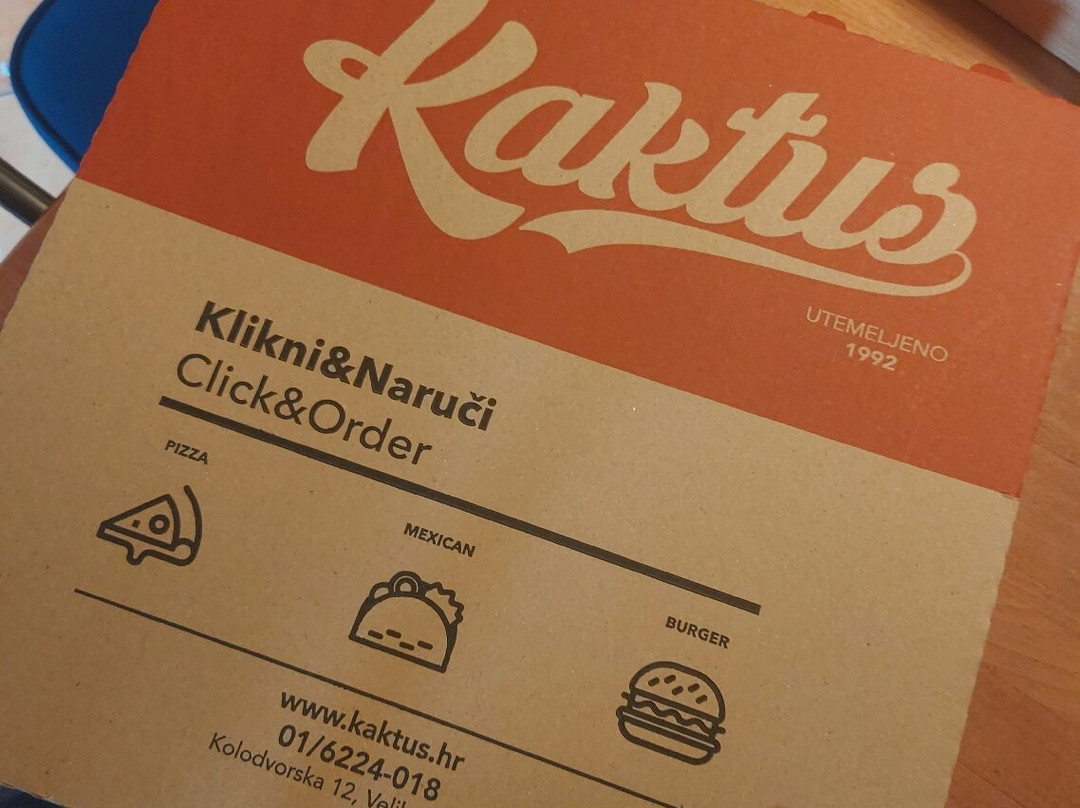 Kaktus
UTEMELJENO
1992
Klikni&Naruči
Click&Order
PIZZA
MEXICAN
BURGER
www.kaktus.hr
01/6224-018
Kolodvorska 12,